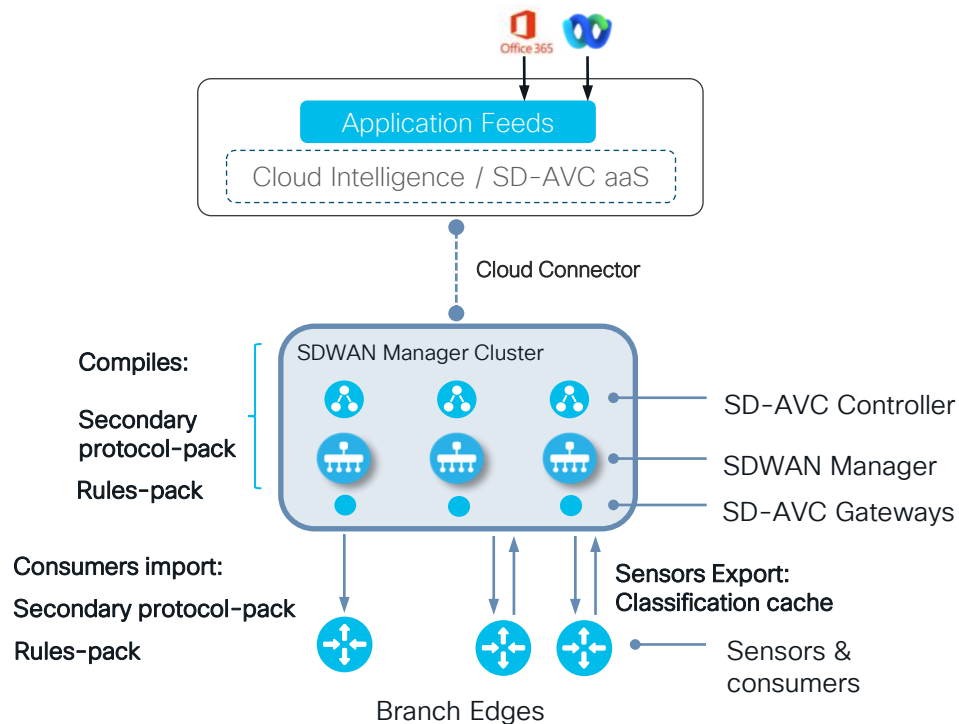 Office 365
Application Feeds
Cloud Intelligence / SD-AVC aaS
Cloud Connector
SDWAN Manager Cluster
Compiles:
Secondary
protocol-pack
Rules-pack
SD-AVC Controller
SDWAN Manager
SD-AVC Gateways
Consumers import:
Secondary protocol-pack
Rules-pack
Sensors Export:
Classification cache
Sensors &
consumers
Branch Edges